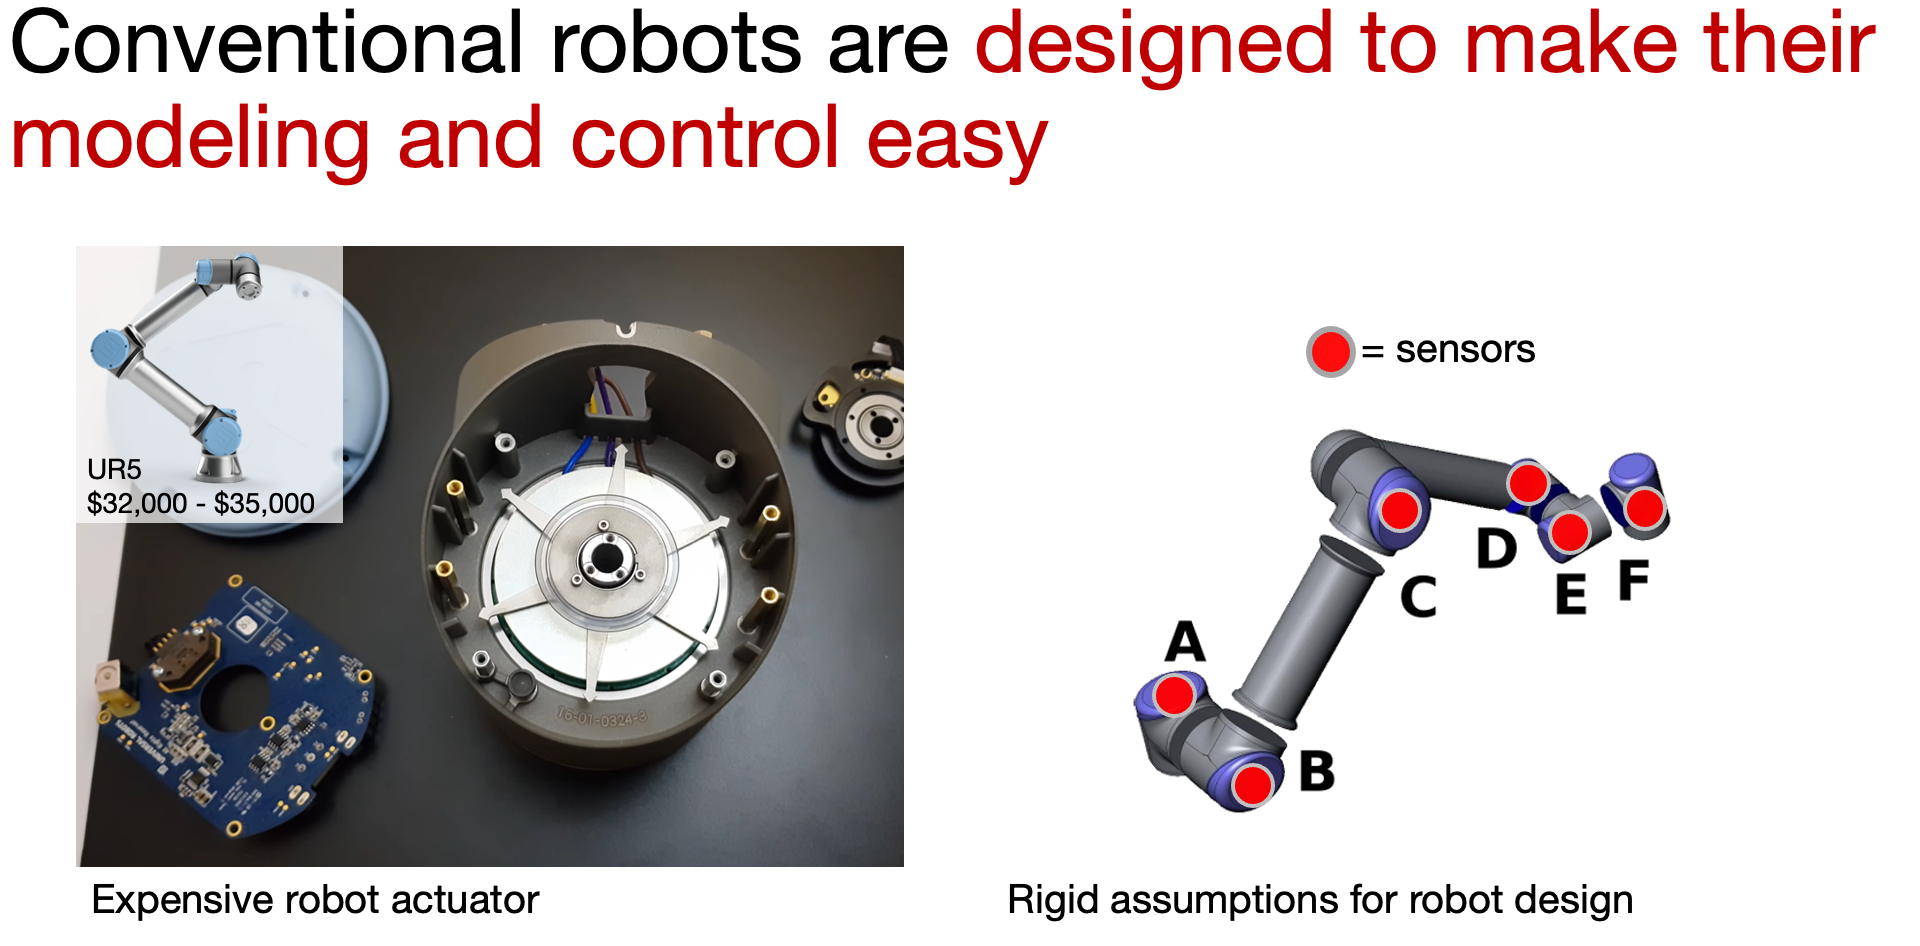 Conventional robots are designed to make their
modeling and control easy
UR5
$32,000 - $35,000
16-01-0324-3
Expensive robot actuator
= sensors
A
B
C
D
E
F
Rigid assumptions for robot design